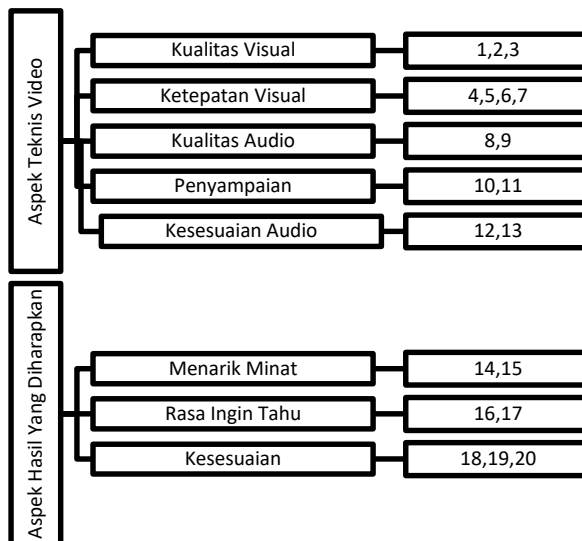 Aspek Teknis Video
Kualitas Visual
1,2,3
Ketepatan Visual
4,5,6,7
Kualitas Audio
8,9
Penyampaian
10,11
Kesesuaian Audio
12,13
Aspek Hasil Yang Diharapkan
Menarik Minat
14,15
Rasa Ingin Tahu
16,17
Kesesuaian
18,19,20